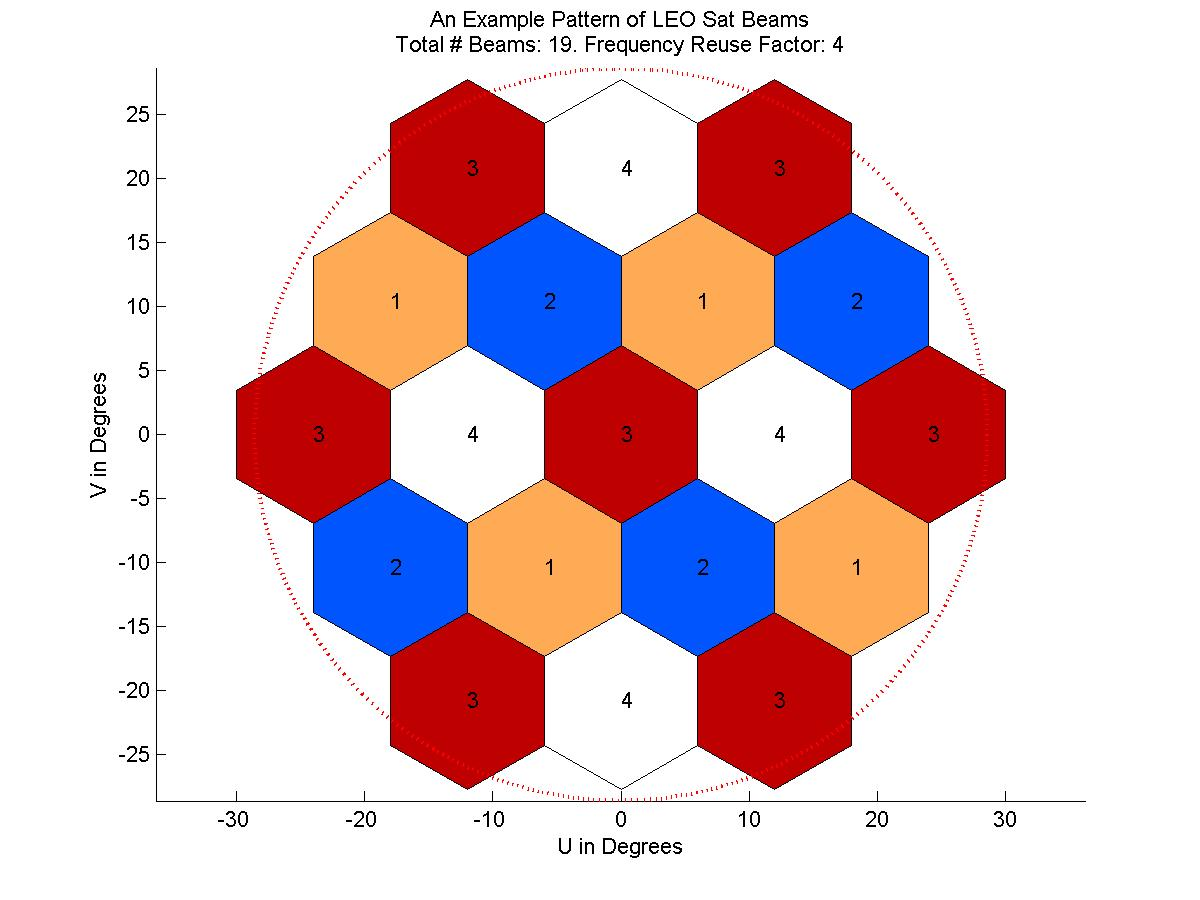 An Example Pattern of LEO Sat Beams
Total # Beams: 19. Frequency Reuse Factor: 4
25
3 4 3
20
15
1 2 1 2
10
5
V in Degrees
0
3 4 3 4 3
-5
-10
2 1 2 1
-15
-20
3 4 3
-25
-30 -20 -10 0 10 20 30
U in Degrees